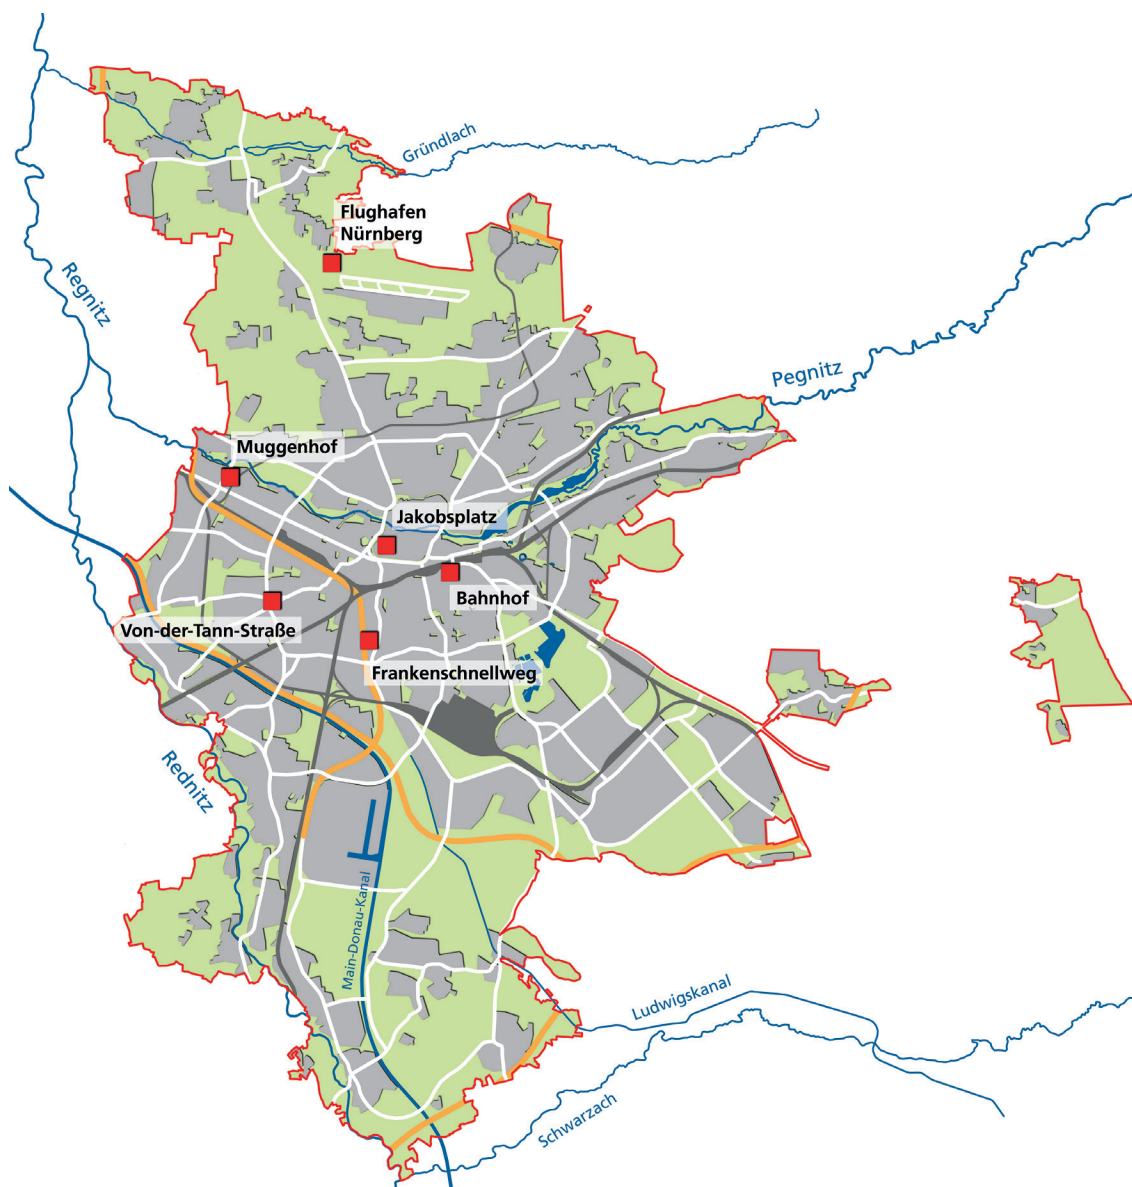 Gründlach
Flughafen
Nürnberg
Regnitz
Pegnitz
Muggenhof
Jakobsplatz
Bahnhof
Von-der-Tann-Straße
Frankenschnellweg
Rednitz
Main-Donau-Kanal
Ludwigskanal
Schwarzach